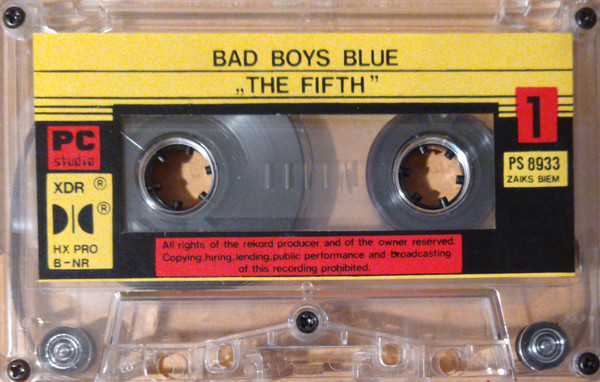 BAD BOYS BLUE
„THE FIFTH”
1
PC
studio
XDR ®
®
HX PRO
B-NR
PS 8933
ZAIKS BIEM
All rights of the rekord producer and of the owner reserved.
Copying,hiring,lending,public performance and broadcasting
of this recording prohibited.